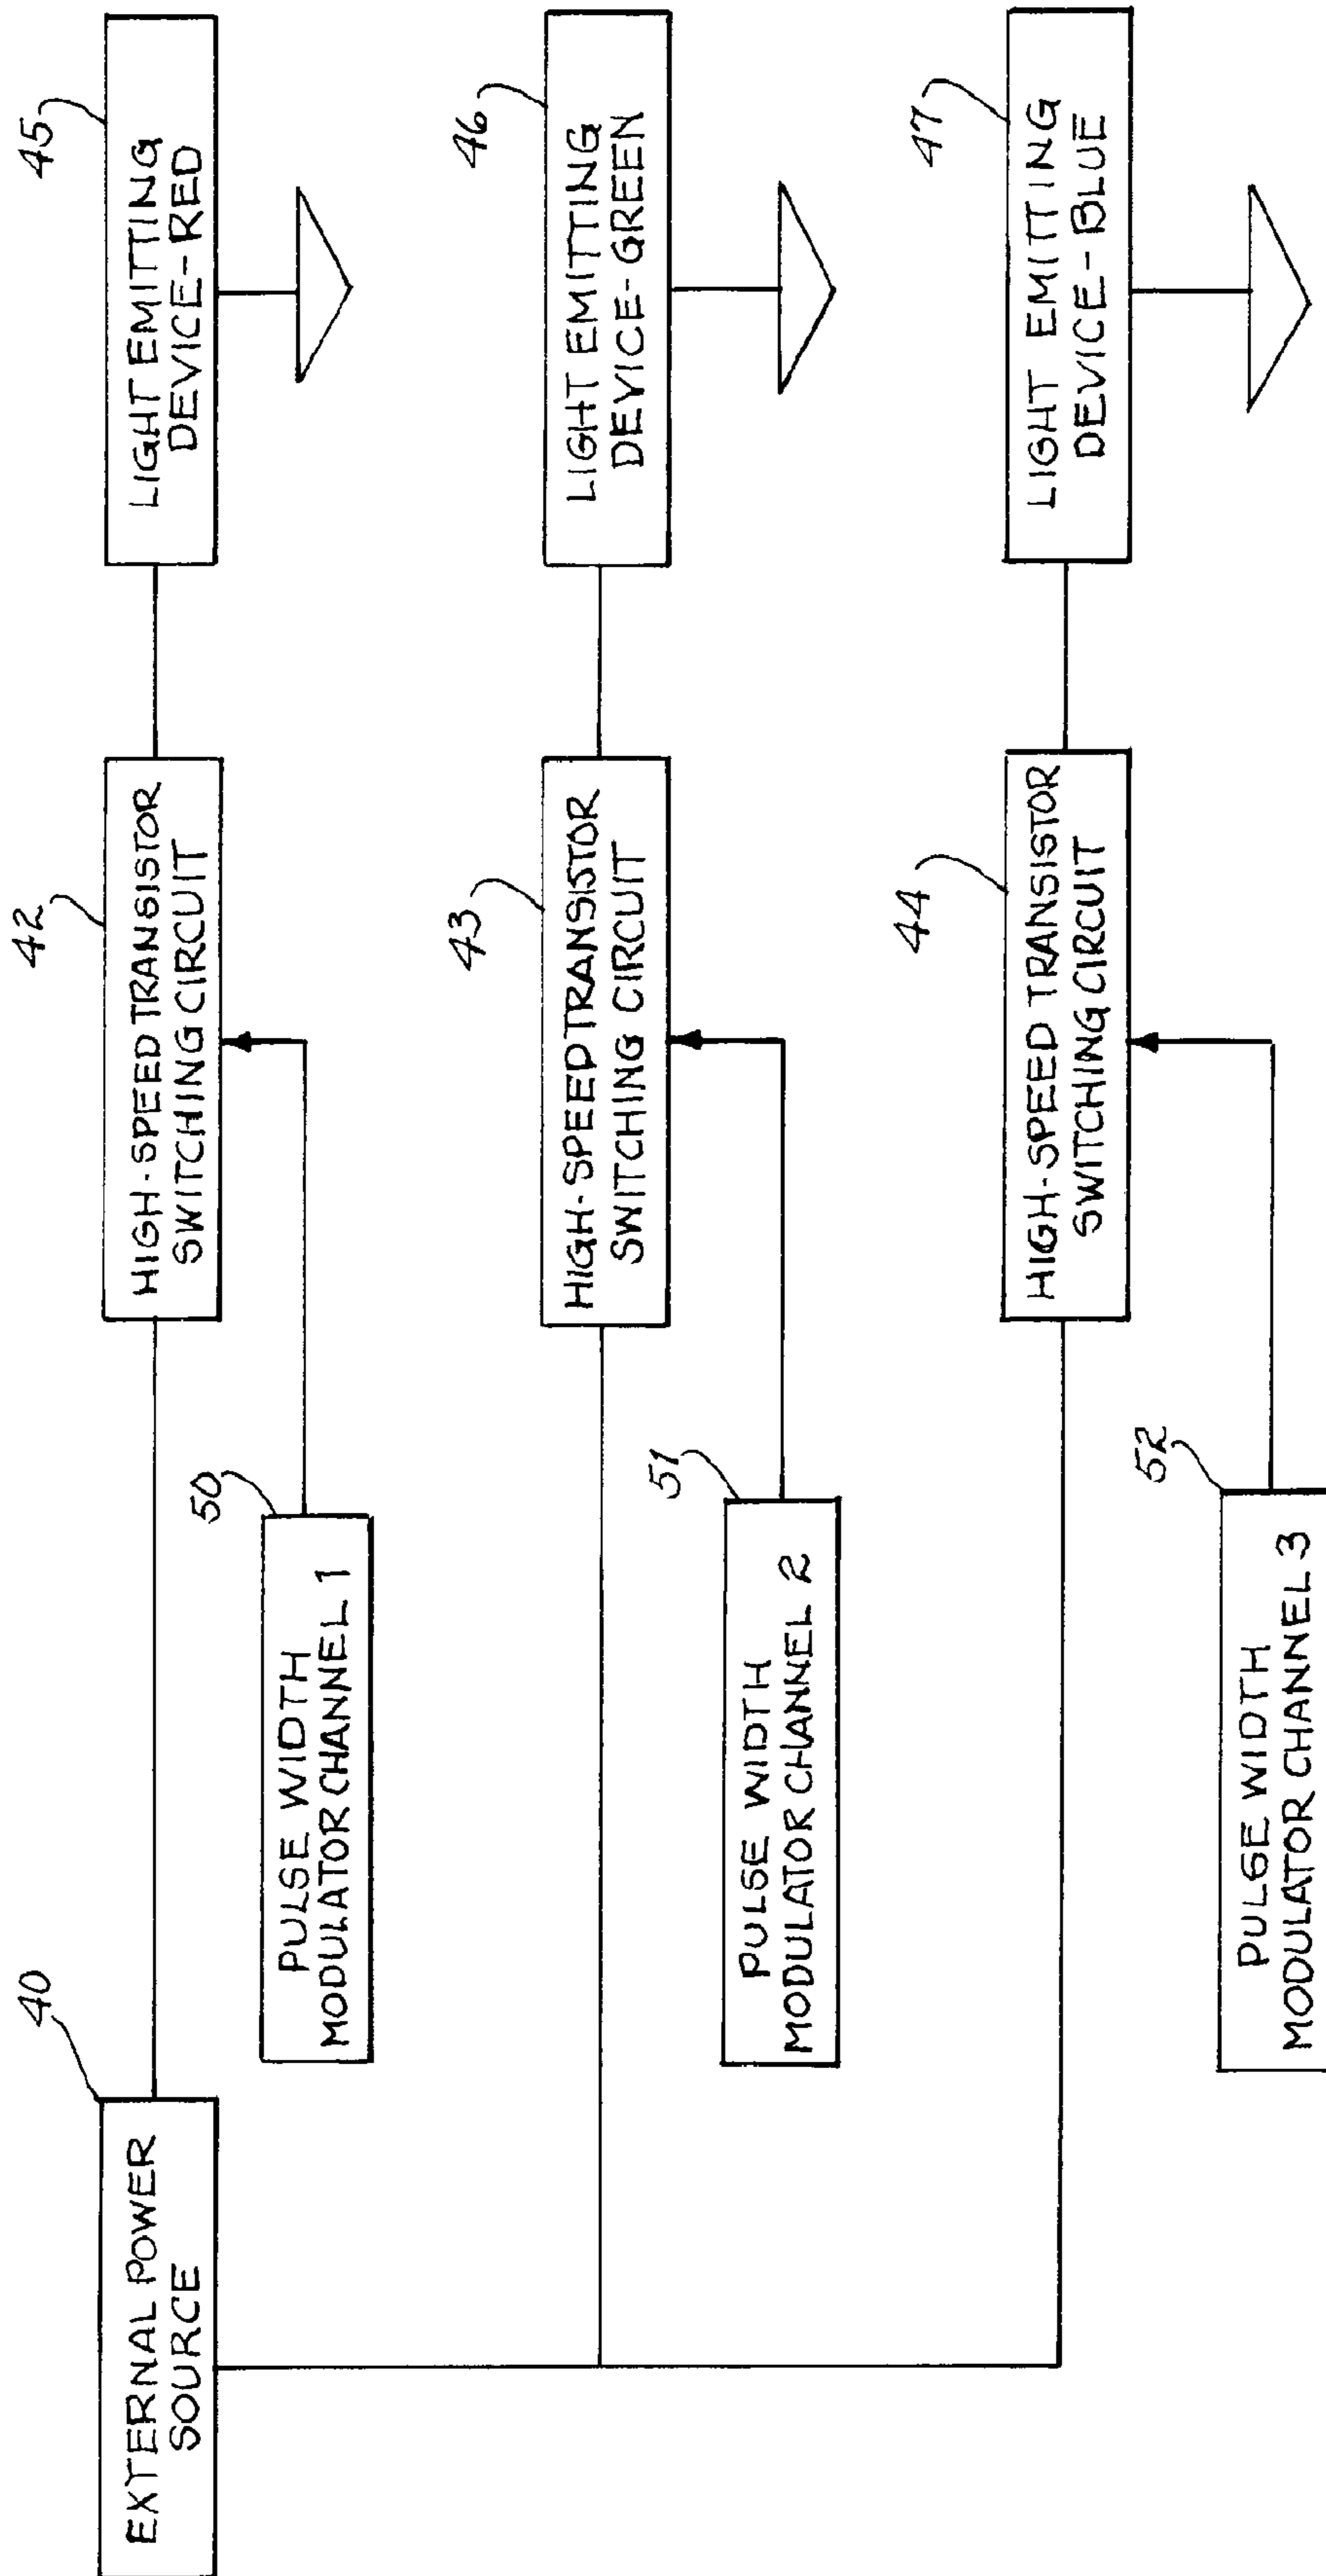 40
EXTERNAL POWER
SOURCE
42
HIGH-SPEED TRANSISTOR
SWITCHING CIRCUIT
45
LIGHT EMITTING
DEVICE-RED
50
PULSE WIDTH
MODULATOR CHANNEL 1
43
HIGH-SPEED TRANSISTOR
SWITCHING CIRCUIT
46
LIGHT EMITTING
DEVICE-GREEN
51
PULSE WIDTH
MODULATOR CHANNEL 2
44
HIGH-SPEED TRANSISTOR
SWITCHING CIRCUIT
47
LIGHT EMITTING
DEVICE-BLUE
52
PULSE WIDTH
MODULATOR CHANNEL 3